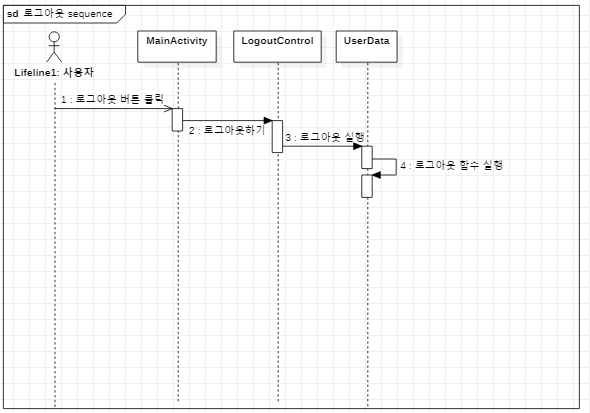 sd 로그아웃 sequence
MainActivity
LogoutControl
UserData
Lifeline1: 사용자
1 : 로그아웃 버튼 클릭
2 : 로그아웃하기
3 : 로그아웃 실행
4 : 로그아웃 함수 실행